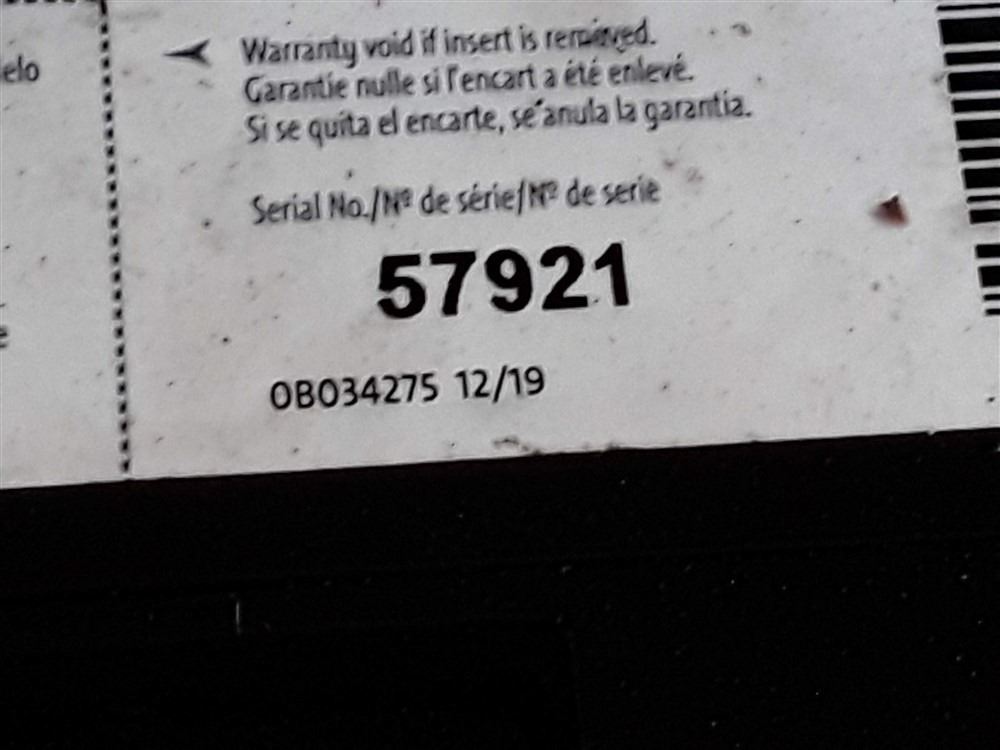 elo
Warranty void if insert is removed.
Garantie nulle si l'encart a été enlevé.
Si se quita el encarte, se anula la garantia.
Serial No./Nº de série/Nº de serie
57921
0B034275 12/19
e